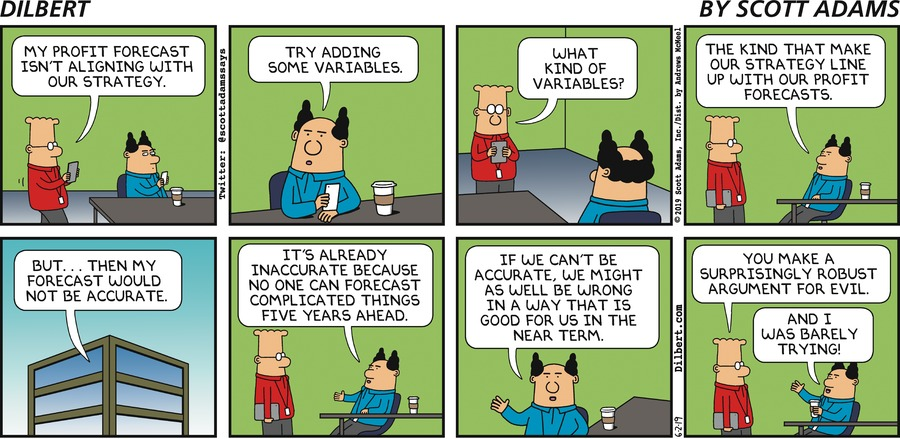 DILBERT
BY SCOTT ADAMS
MY PROFIT FORECAST
ISN'T ALIGNING WITH
OUR STRATEGY.
Twitter: @scottadamssays
TRY ADDING
SOME VARIABLES.
WHAT
KIND OF
VARIABLES?
©2019 Scott Adams, Inc./Dist. by Andrews McMeel
THE KIND THAT MAKE
OUR STRATEGY LINE
UP WITH OUR PROFIT
FORECASTS.
BUT... THEN MY
FORECAST WOULD
NOT BE ACCURATE.
IT'S ALREADY
INACCURATE BECAUSE
NO ONE CAN FORECAST
COMPLICATED THINGS
FIVE YEARS AHEAD.
IF WE CAN'T BE
ACCURATE, WE MIGHT
AS WELL BE WRONG
IN A WAY THAT IS
GOOD FOR US IN THE
NEAR TERM.
Dilbert.com
6-2-19
YOU MAKE A
SURPRISINGLY ROBUST
ARGUMENT FOR EVIL.
AND I
WAS BARELY
TRYING!